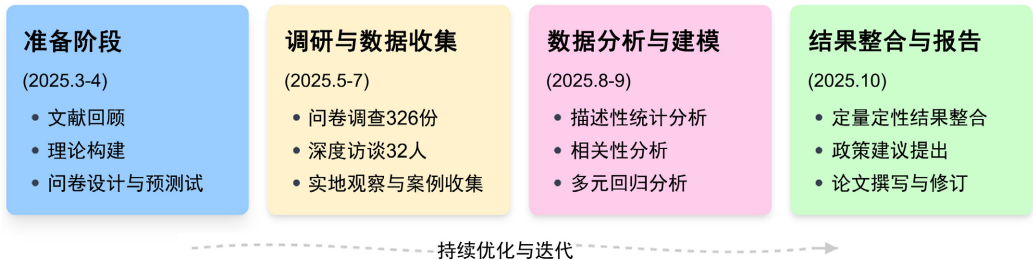 准备阶段
(2025.3-4)
• 文献回顾
• 理论构建
• 问卷设计与预测试
调研与数据收集
(2025.5-7)
• 问卷调查326份
• 深度访谈32人
• 实地观察与案例收集
数据分析与建模
(2025.8-9)
• 描述性统计分析
• 相关性分析
• 多元回归分析
结果整合与报告
(2025.10)
• 定量定性结果整合
• 政策建议提出
• 论文撰写与修订
持续优化与迭代